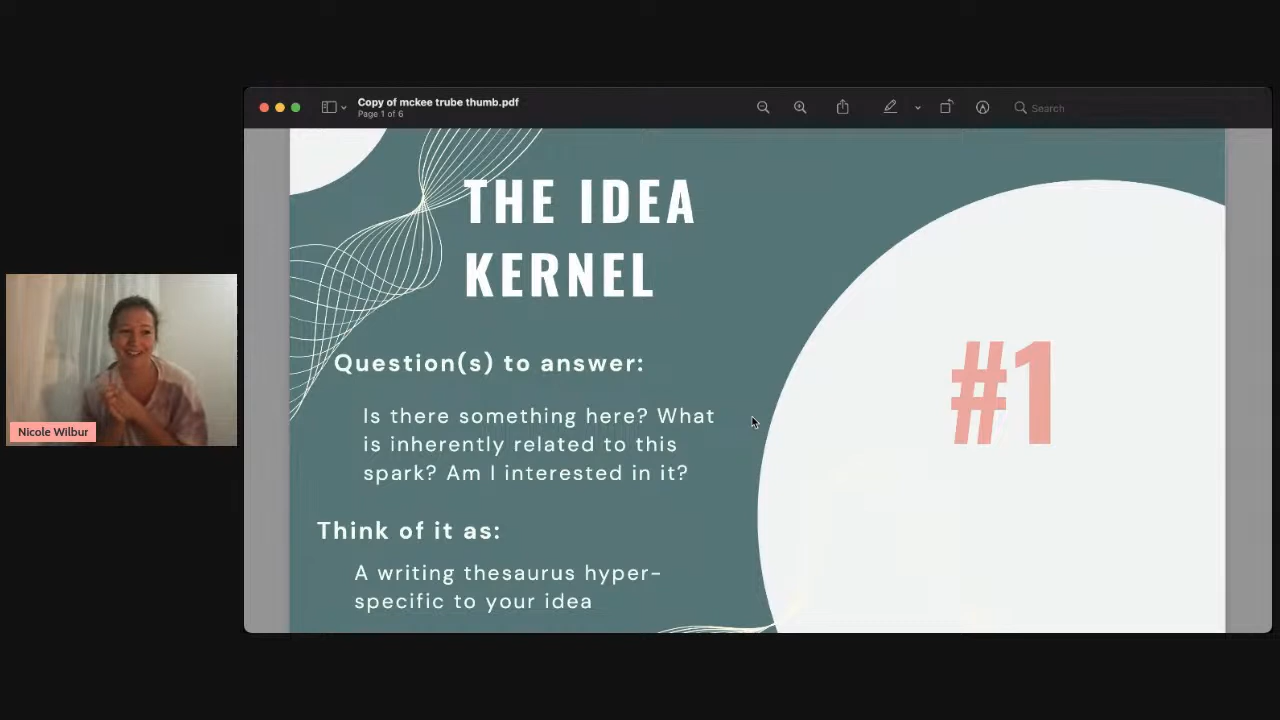 Copy of mckee trube thumb.pdf
Page 1 of 6
Search
THE IDEA
KERNEL
Question(s) to answer:
Is there something here? What
is inherently related to this
spark? Am I interested in it?
Think of it as:
A writing thesaurus hyper-
specific to your idea
#1
Nicole Wilbur